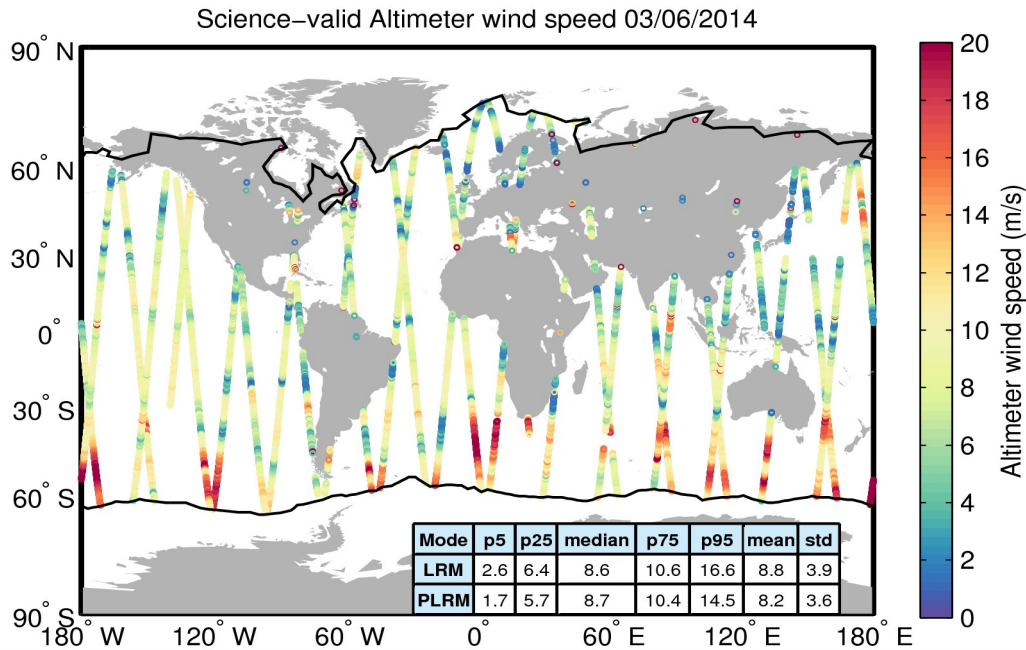 Science−valid Altimeter wind speed 03/06/2014
90° N
60° N
30° N
0°
30° S
60° S
90° S
180° W
120° W
60° W
0°
60° E
120° E
180° E
Mode p5 p25 median p75 p95 mean std
LRM 2.6 6.4 8.6 10.6 16.6 8.8 3.9
PLRM 1.7 5.7 8.7 10.4 14.5 8.2 3.6
20
18
16
14
12
10
8
6
4
2
0
Altimeter wind speed (m/s)